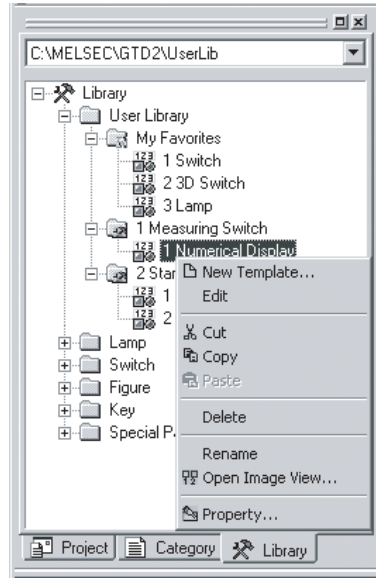 C:\MELSEC\GTD2\UserLib
Library
User Library
My Favorites
1 Switch
2 3D Switch
3 Lamp
1 Measuring Switch
1 Numerical Display
2 Star
1
2
Lamp
Switch
Figure
Key
Special P
New Template...
Edit
Cut
Copy
Paste
Delete
Rename
Open Image View...
Property...
Project
Category
Library